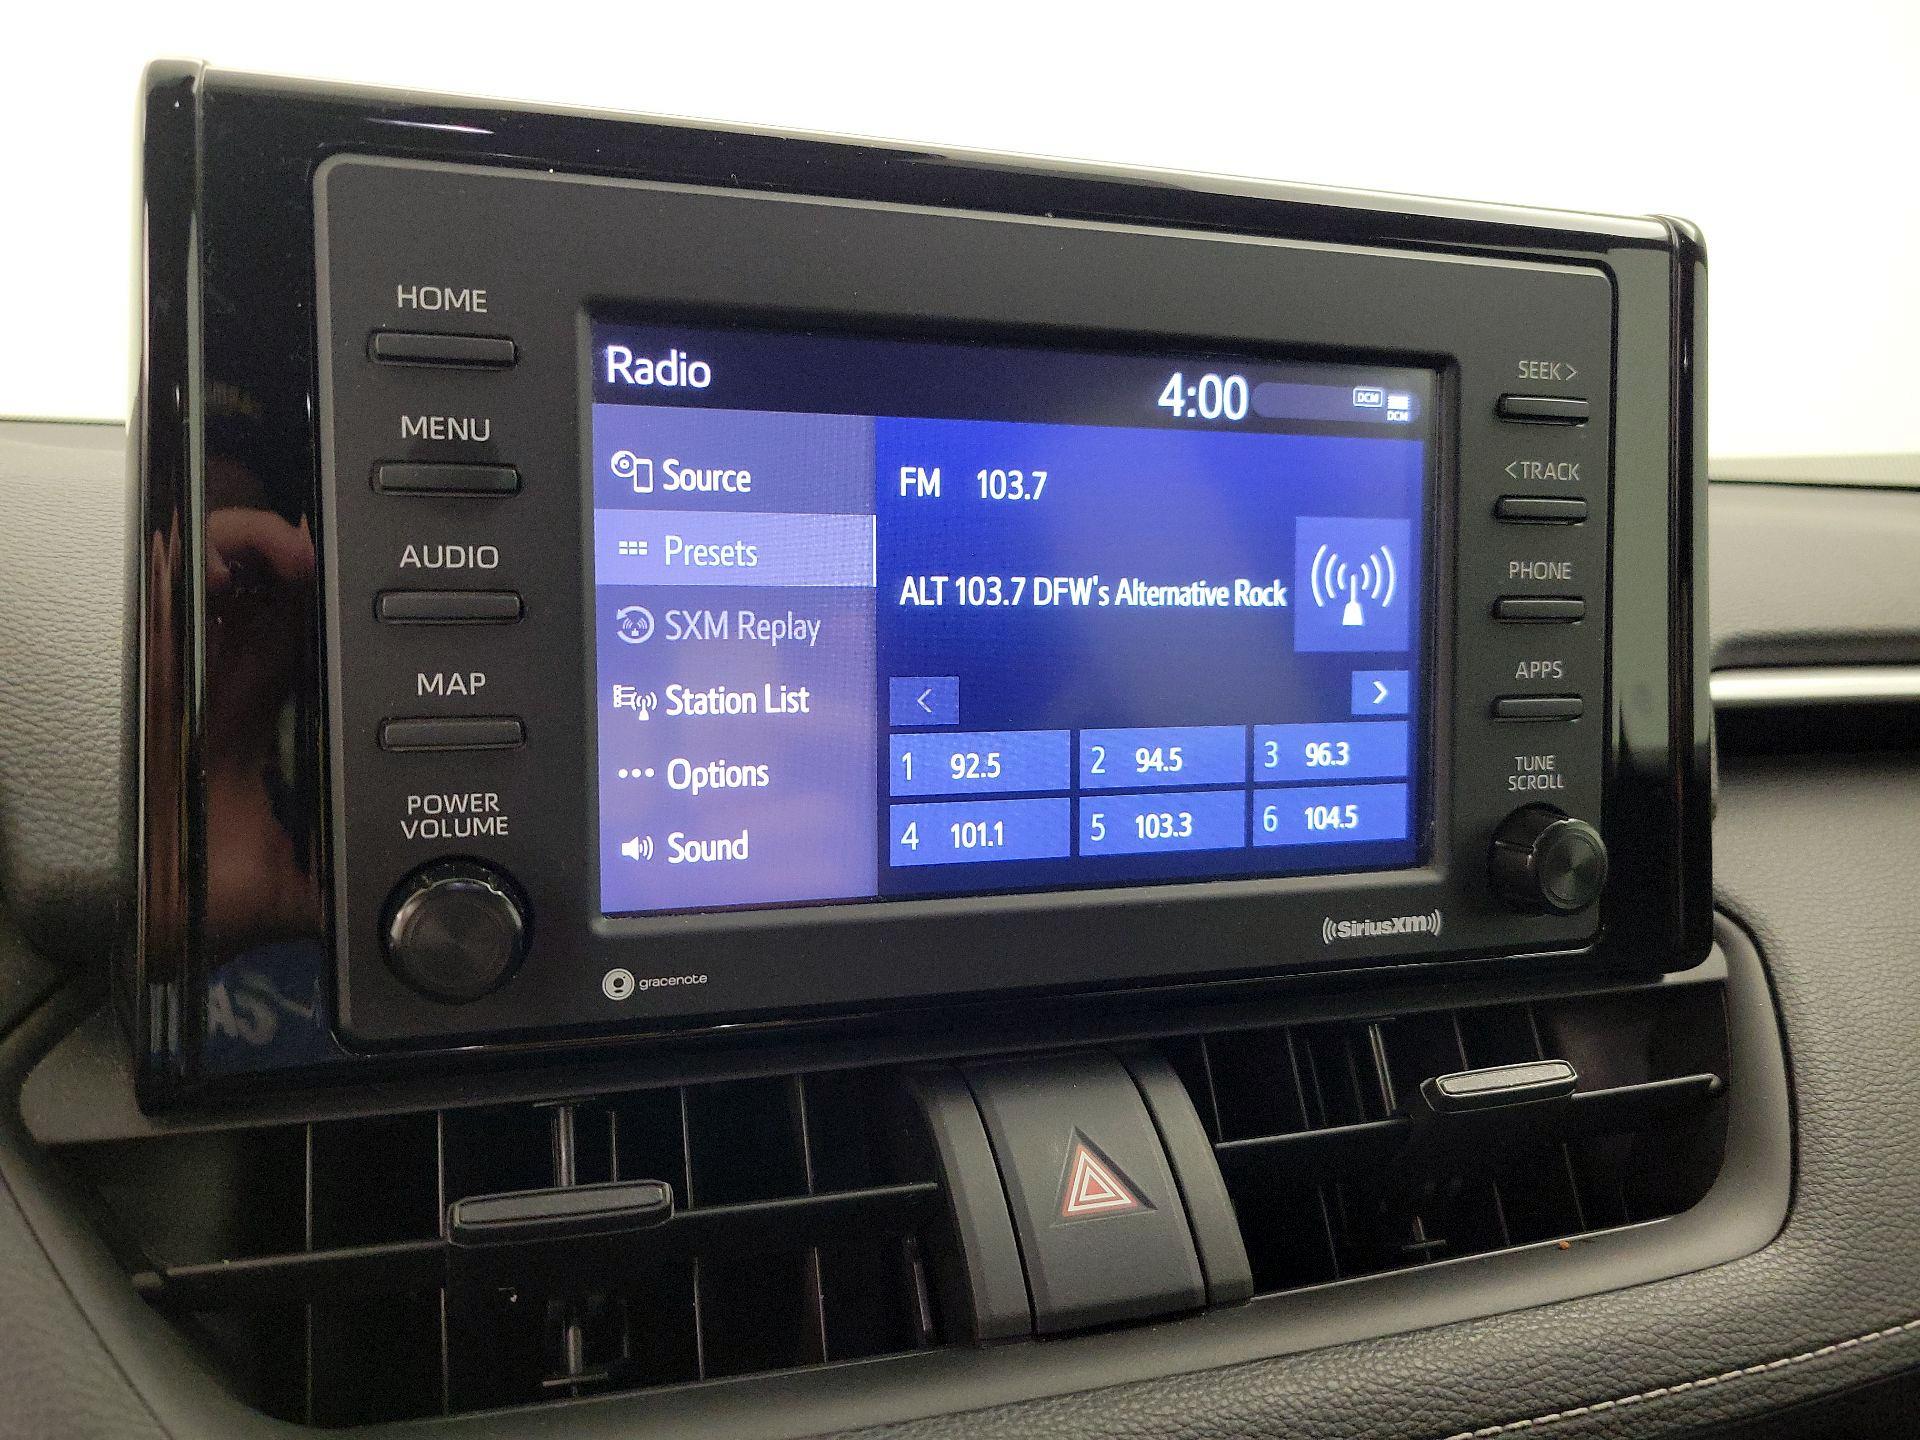 HOME
MENU
AUDIO
MAP
POWER
VOLUME
Radio
4:00
DCM
DCM
Source
Presets
SXM Replay
Station List
Options
Sound
FM 103.7
ALT 103.7 DFW's Alternative Rock
<
>
1 92.5
2 94.5
3 96.3
4 101.1
5 103.3
6 104.5
SEEK >
< TRACK
PHONE
APPS
TUNE
SCROLL
gracenote
((SiriusXM))